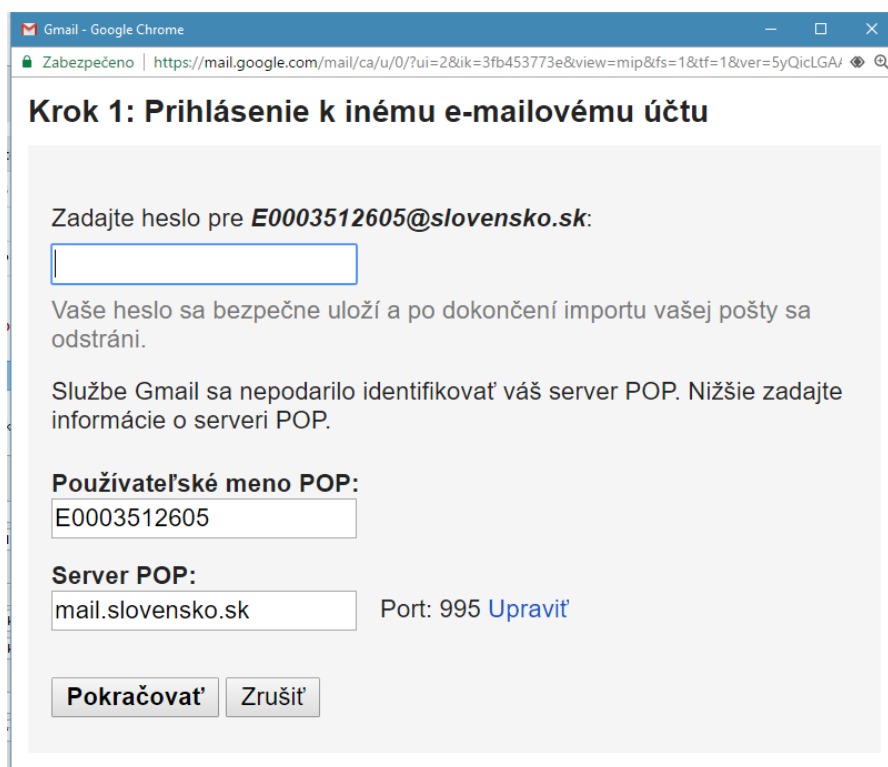 Gmail - Google Chrome
Zabezpečeno | https://mail.google.com/mail/ca/u/0/?ui=2&ik=3fb453773e&view=mip&fs=1&tf=1&ver=5yQicLGA
Krok 1: Prihlásenie k inému e-mailovému účtu
Zadajte heslo pre E0003512605@slovensko.sk:
Vaše heslo sa bezpečne uloží a po dokončení importu vašej pošty sa
odstráni.
Službe Gmail sa nepodarilo identifikovať váš server POP. Nižšie zadajte
informácie o serveri POP.
Používateľské meno POP:
E0003512605
Server POP:
mail.slovensko.sk Port: 995 Upraviť
Pokračovať Zrušiť